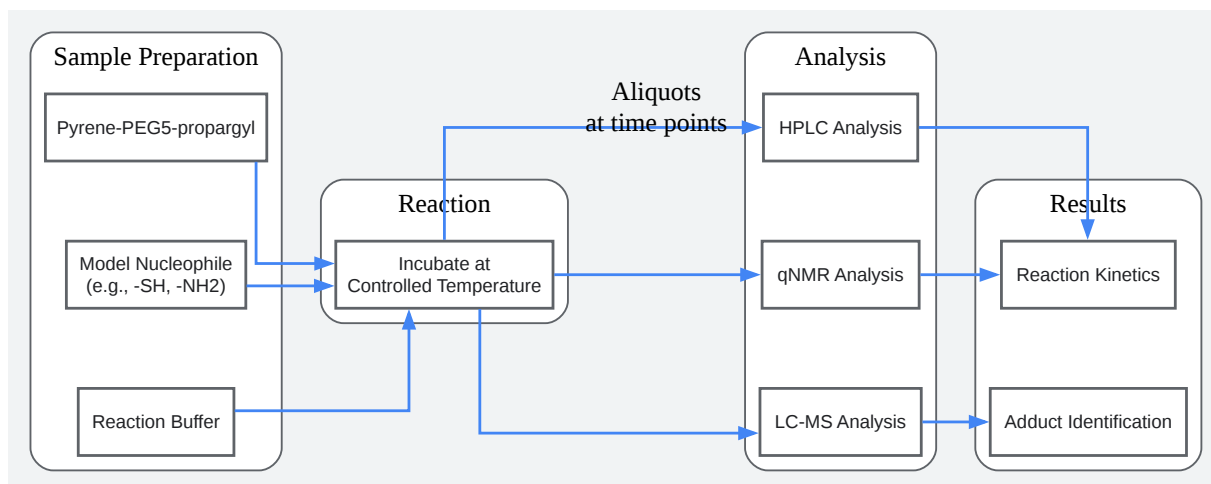 Sample Preparation
Pyrene-PEG5-propargyl
Model Nucleophile
(e.g., -SH, -NH2)
Reaction Buffer
Reaction
Incubate at
Controlled Temperature
Aliquots
at time points
Analysis
HPLC Analysis
qNMR Analysis
LC-MS Analysis
Results
Reaction Kinetics
Adduct Identification